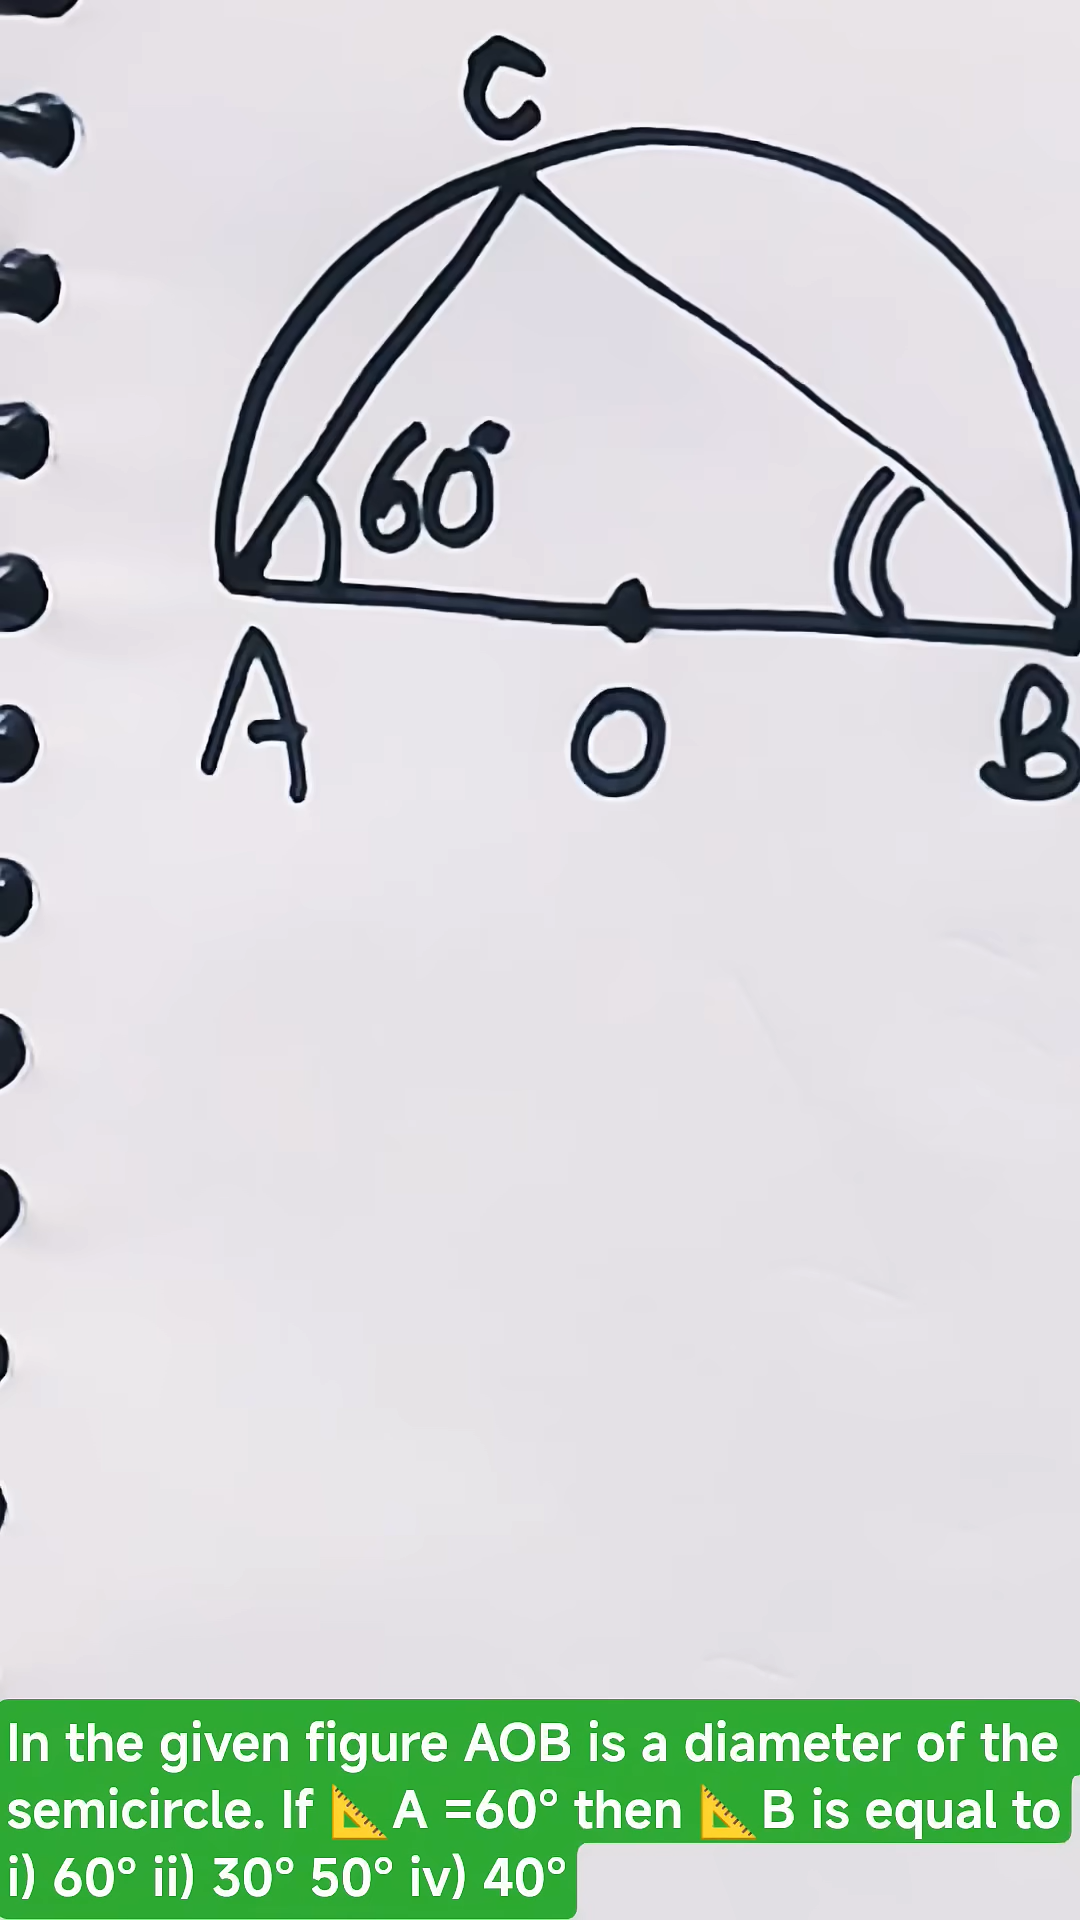 C
60°
A
O
B
In the given figure AOB is a diameter of the
semicircle. If 📐A =60° then 📐B is equal to
i) 60° ii) 30° 50° iv) 40°